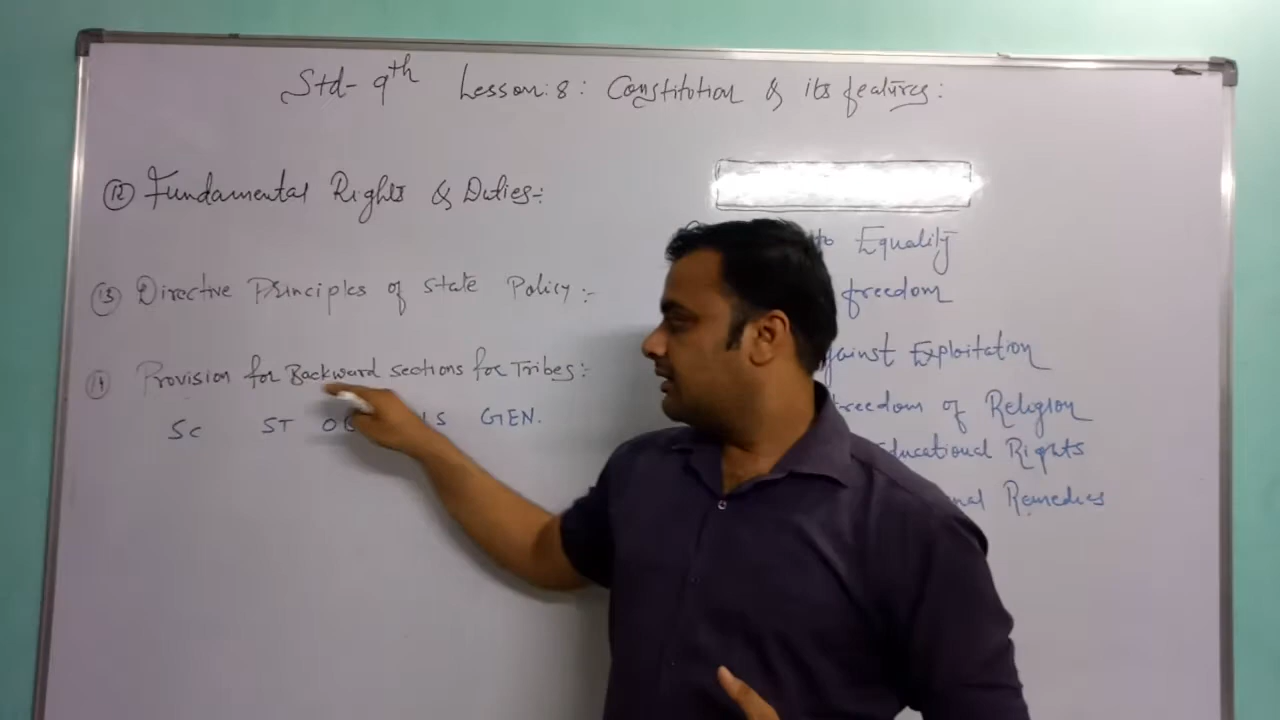 Std- 9th Lesson: 8: Constitution & its features:
12 Fundamental Rights & Duties:-
13 Directive Principles of State Policy:-
14 Provision for Backward sections for Tribes:-
SC ST GEN.
to Equality
freedom
Exploitation
freedom of Religion
Educational Rights
Remedies